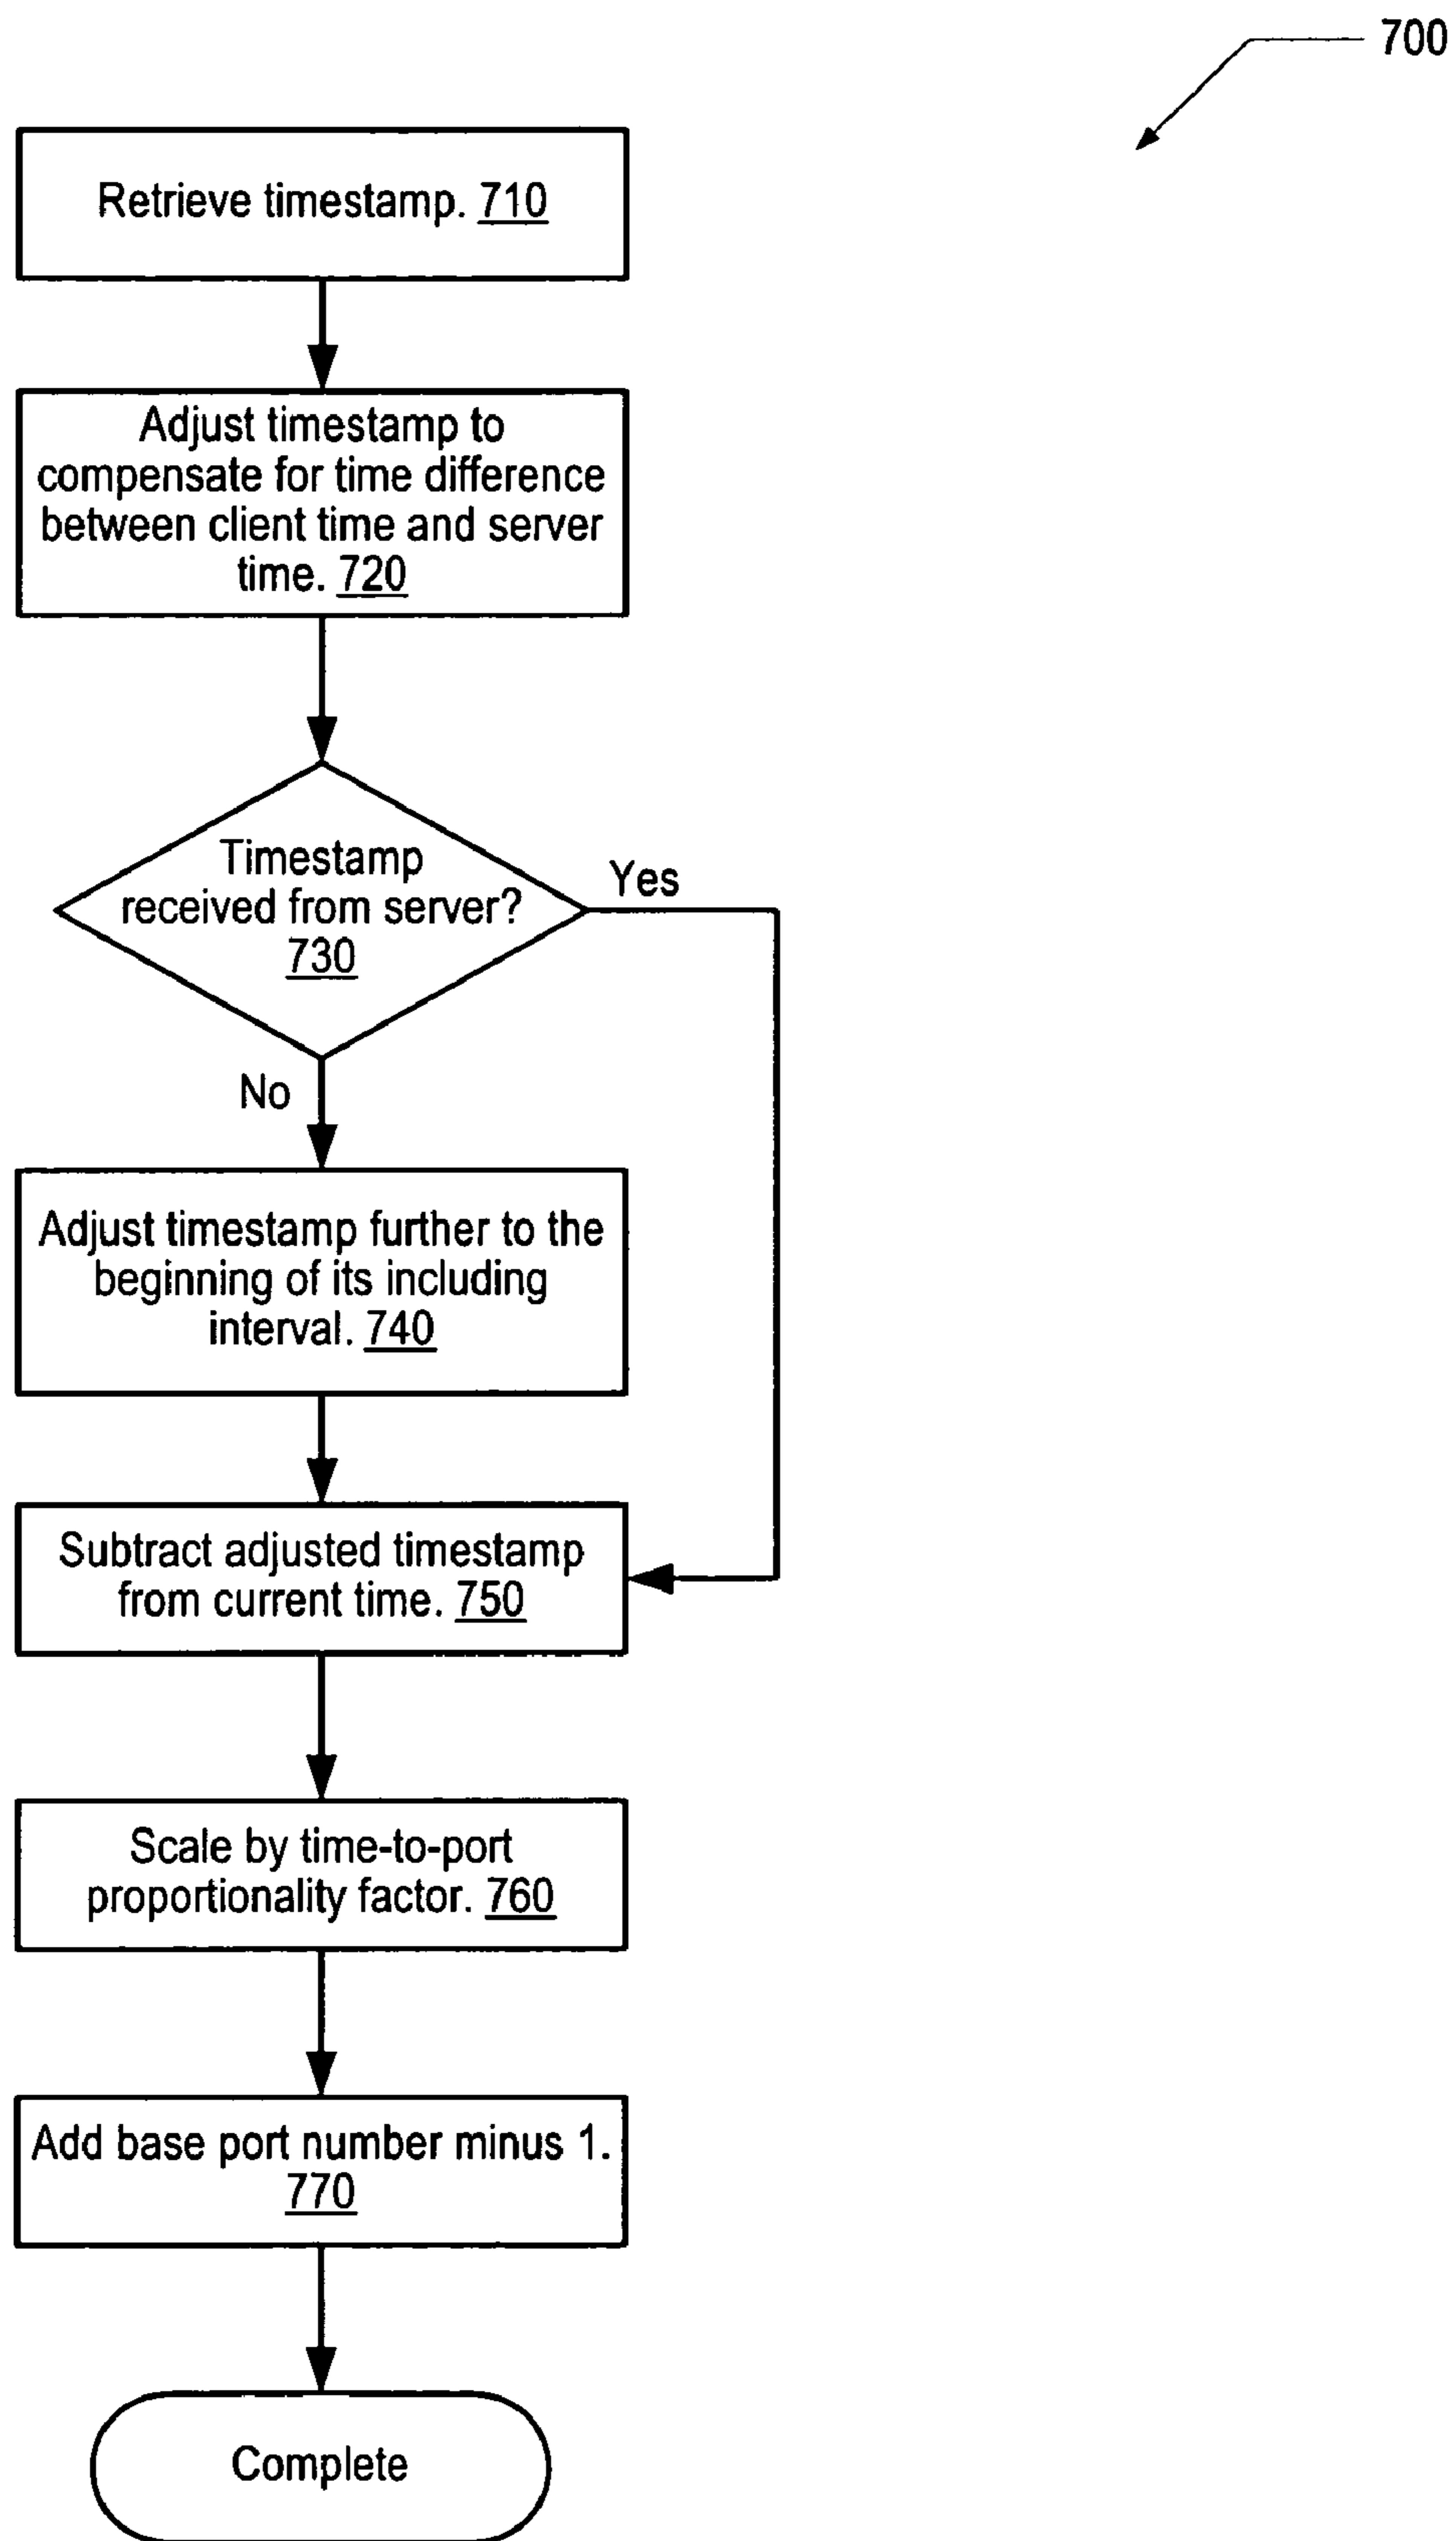 700
Retrieve timestamp. 710
Adjust timestamp to
compensate for time difference
between client time and server
time. 720
Timestamp
received from server?
730
Yes
No
Adjust timestamp further to the
beginning of its including
interval. 740
Subtract adjusted timestamp
from current time. 750
Scale by time-to-port
proportionality factor. 760
Add base port number minus 1.
770
Complete